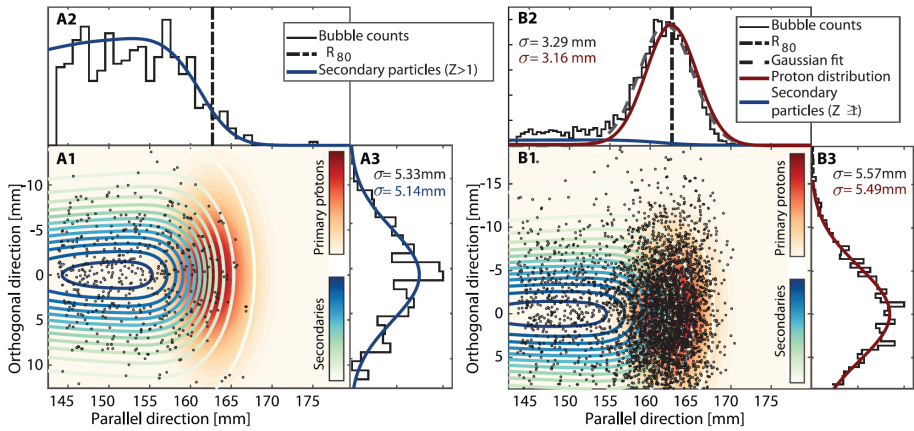 A2
Bubble counts
R80
Secondary particles (Z>1)
B2
σ = 3.29 mm
σ = 3.16 mm
Bubble counts
R80
Gaussian fit
Proton distribution
Secondary
particles (Z ≥1)
A1
10
-5
0
5
10
Orthogonal direction [mm]
Primary protons
Secondaries
145 150 155 160 165 170 175
Parallel direction [mm]
A3
σ = 5.33mm
σ = 5.14mm
B1
-15
-10
-5
0
5
Orthogonal direction [mm]
Primary protons
Secondaries
145 150 155 160 165 170 175
Parallel direction [mm]
B3
σ = 5.57mm
σ = 5.49mm